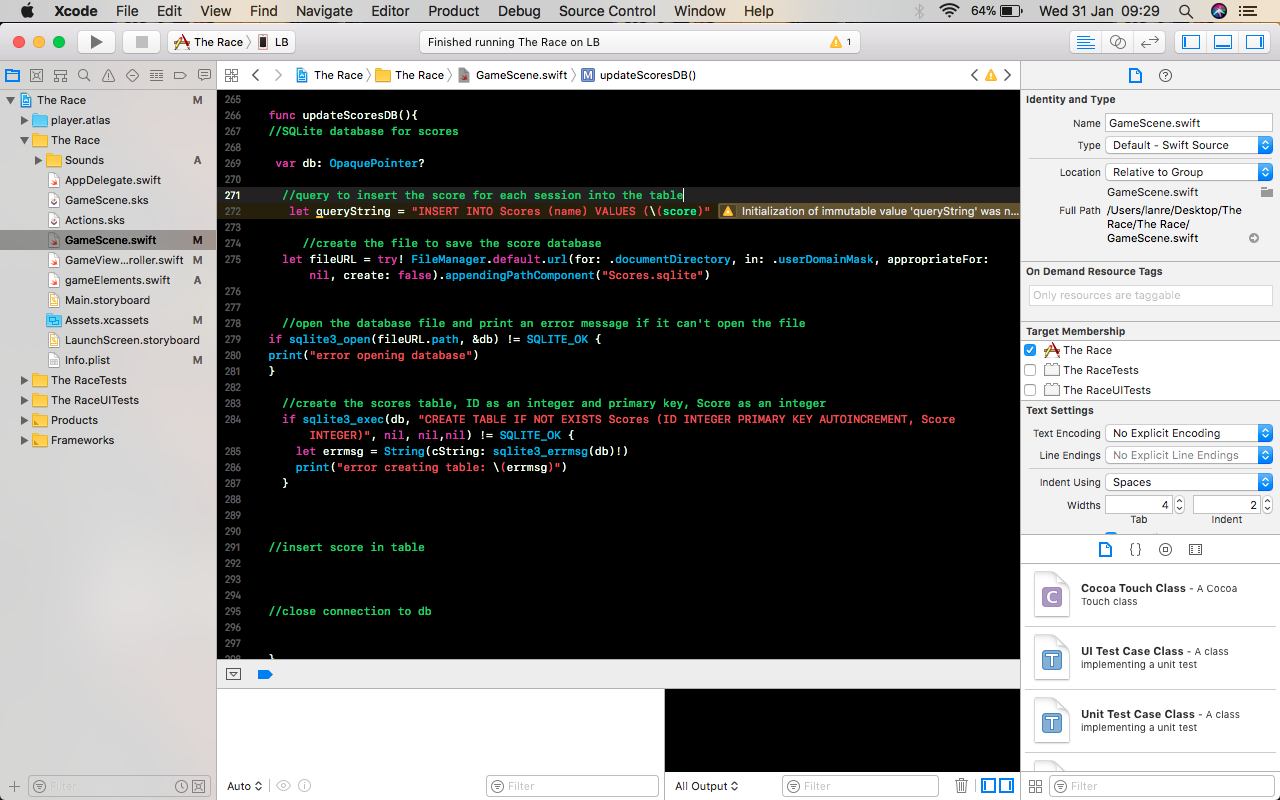 Xcode File Edit View Find Navigate Editor Product Debug Source Control Window Help 64% Wed 31 Jan 09:29
The Race LB
Finished running The Race on LB
1
The Race M
player.atlas
The Race
Sounds A
AppDelegate.swift
GameScene.sks
Actions.sks
GameScene.swift M
GameView...roller.swift M
gameElements.swift A
Main.storyboard
Assets.xcassets M
LaunchScreen.storyboard
Info.plist M
The RaceTests
The RaceUITests
Products
Frameworks
Filter
The Race The Race GameScene.swift M updateScoresDB()
265
266 func updateScoresDB(){
267 //SQLite database for scores
268
269 var db: OpaquePointer?
270
271 //query to insert the score for each session into the table
272 let queryString = "INSERT INTO Scores (name) VALUES (\(score)" Initialization of immutable value 'queryString' was n...
273
274 //create the file to save the score database
275 let fileURL = try! FileManager.default.url(for: .documentDirectory, in: .userDomainMask, appropriateFor:
nil, create: false).appendingPathComponent("Scores.sqlite")
276
277
278 //open the database file and print an error message if it can't open the file
279 if sqlite3_open(fileURL.path, &db) != SQLITE_OK {
280 print("error opening database")
281 }
282
283 //create the scores table, ID as an integer and primary key, Score as an integer
284 if sqlite3_exec(db, "CREATE TABLE IF NOT EXISTS Scores (ID INTEGER PRIMARY KEY AUTOINCREMENT, Score
INTEGER)", nil, nil,nil) != SQLITE_OK {
285 let errmsg = String(cString: sqlite3_errmsg(db)!)
286 print("error creating table: \(errmsg)")
287 }
288
289
290
291 //insert score in table
292
293
294
295 //close connection to db
296
297
298 }
Auto
Filter
All Output
Filter
Identity and Type
Name GameScene.swift
Type Default - Swift Source
Location Relative to Group
GameScene.swift
Full Path /Users/lanre/Desktop/The
Race/The Race/
GameScene.swift
On Demand Resource Tags
Only resources are taggable
Target Membership
The Race
The RaceTests
The RaceUITests
Text Settings
Text Encoding No Explicit Encoding
Line Endings No Explicit Line Endings
Indent Using Spaces
Widths 4 2
Tab Indent
{}
C
Cocoa Touch Class - A Cocoa
Touch class
T
UI Test Case Class - A class
implementing a unit test
T
Unit Test Case Class - A class
implementing a unit test
Filter